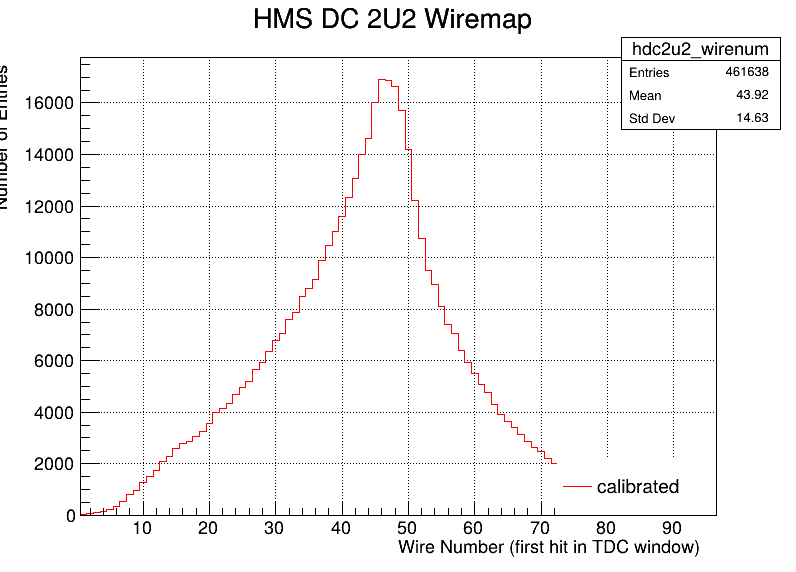 HMS DC 2U2 Wiremap
hdc2u2_wirenum
Entries 461638
Mean 43.92
Std Dev 14.63
Number of Entries
16000
14000
12000
10000
8000
6000
4000
2000
0
calibrated
10 20 30 40 50 60 70 80 90
Wire Number (first hit in TDC window)